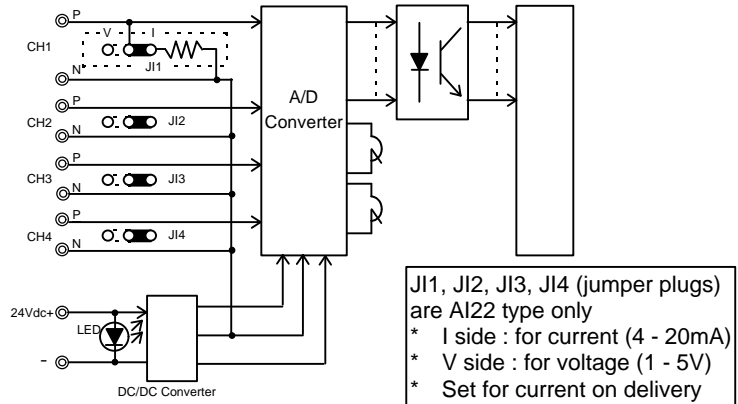 P
CH1
V I
JI1
N
P
CH2
JI2
N
P
CH3
JI3
N
P
CH4
JI4
N
A/D
Converter
24Vdc+
LED
-
DC/DC Converter
JI1, JI2, JI3, JI4 (jumper plugs)
are AI22 type only
* I side : for current (4 - 20mA)
* V side : for voltage (1 - 5V)
* Set for current on delivery